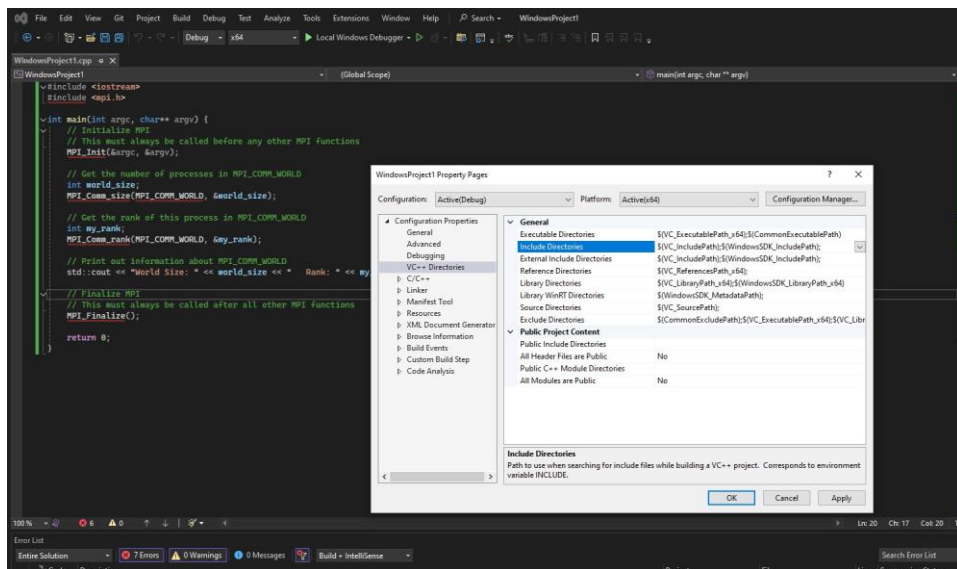 File Edit View Git Project Build Debug Test Analyze Tools Extensions Window Help Search WindowsProject1
Debug x64 Local Windows Debugger
WindowsProject1.cpp
WindowsProject1 (Global Scope) main(int argc, char ** argv)
#include <iostream>
#include <mpi.h>
int main(int argc, char** argv) {
// Initialize MPI
// This must always be called before any other MPI functions
MPI_Init(&argc, &argv);
// Get the number of processes in MPI_COMM_WORLD
int world_size;
MPI_Comm_size(MPI_COMM_WORLD, &world_size);
// Get the rank of this process in MPI_COMM_WORLD
int my_rank;
MPI_Comm_rank(MPI_COMM_WORLD, &my_rank);
// Print out information about MPI_COMM_WORLD
std::cout << "World Size: " << world_size << " Rank: " << my
// Finalize MPI
// This must always be called after all other MPI functions
MPI_Finalize();
return 0;
}
WindowsProject1 Property Pages ? X
Configuration: Active(Debug) Platform: Active(x64) Configuration Manager...
Configuration Properties
General
Advanced
Debugging
VC++ Directories
C/C++
Linker
Manifest Tool
Resources
XML Document Generator
Browse Information
Build Events
Custom Build Step
Code Analysis
General
Executable Directories $(VC_ExecutablePath_x64);$(CommonExecutablePath)
Include Directories $(VC_IncludePath);$(WindowsSDK_IncludePath);
External Include Directories $(VC_IncludePath);$(WindowsSDK_IncludePath);
Reference Directories $(VC_ReferencesPath_x64);
Library Directories $(VC_LibraryPath_x64);$(WindowsSDK_LibraryPath_x64)
Library WinRT Directories $(WindowsSDK_MetadataPath);
Source Directories $(VC_SourcePath);
Exclude Directories $(CommonExcludePath);$(VC_ExecutablePath_x64);$(VC_Libr
Public Project Content
Public Include Directories
All Header Files are Public No
Public C++ Module Directories
All Modules are Public No
Include Directories
Path to use when searching for include files while building a VC++ project. Corresponds to environment
variable INCLUDE.
OK Cancel Apply
100 % 6 0 Ln: 20 Ch: 17 Col: 20
Error List
Entire Solution 7 Errors 0 Warnings 0 Messages Build + IntelliSense Search Error List